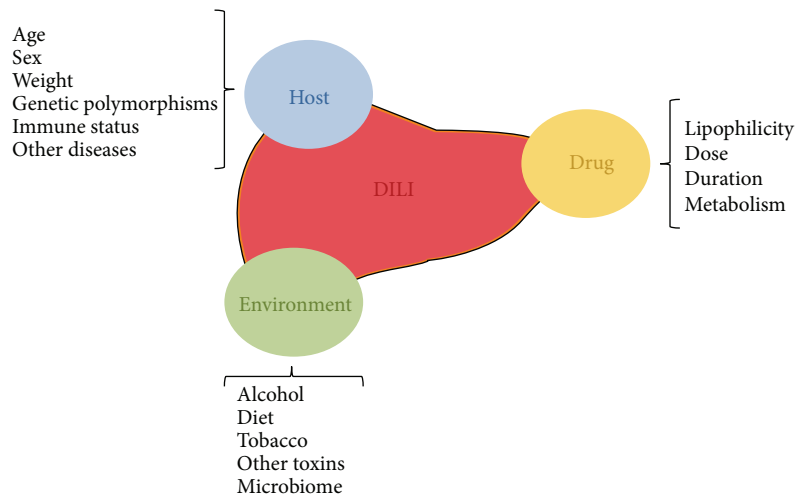 Age
Sex
Weight
Genetic polymorphisms
Immune status
Other diseases
Host
Drug
Lipophilicity
Dose
Duration
Metabolism
DILI
Environment
Alcohol
Diet
Tobacco
Other toxins
Microbiome